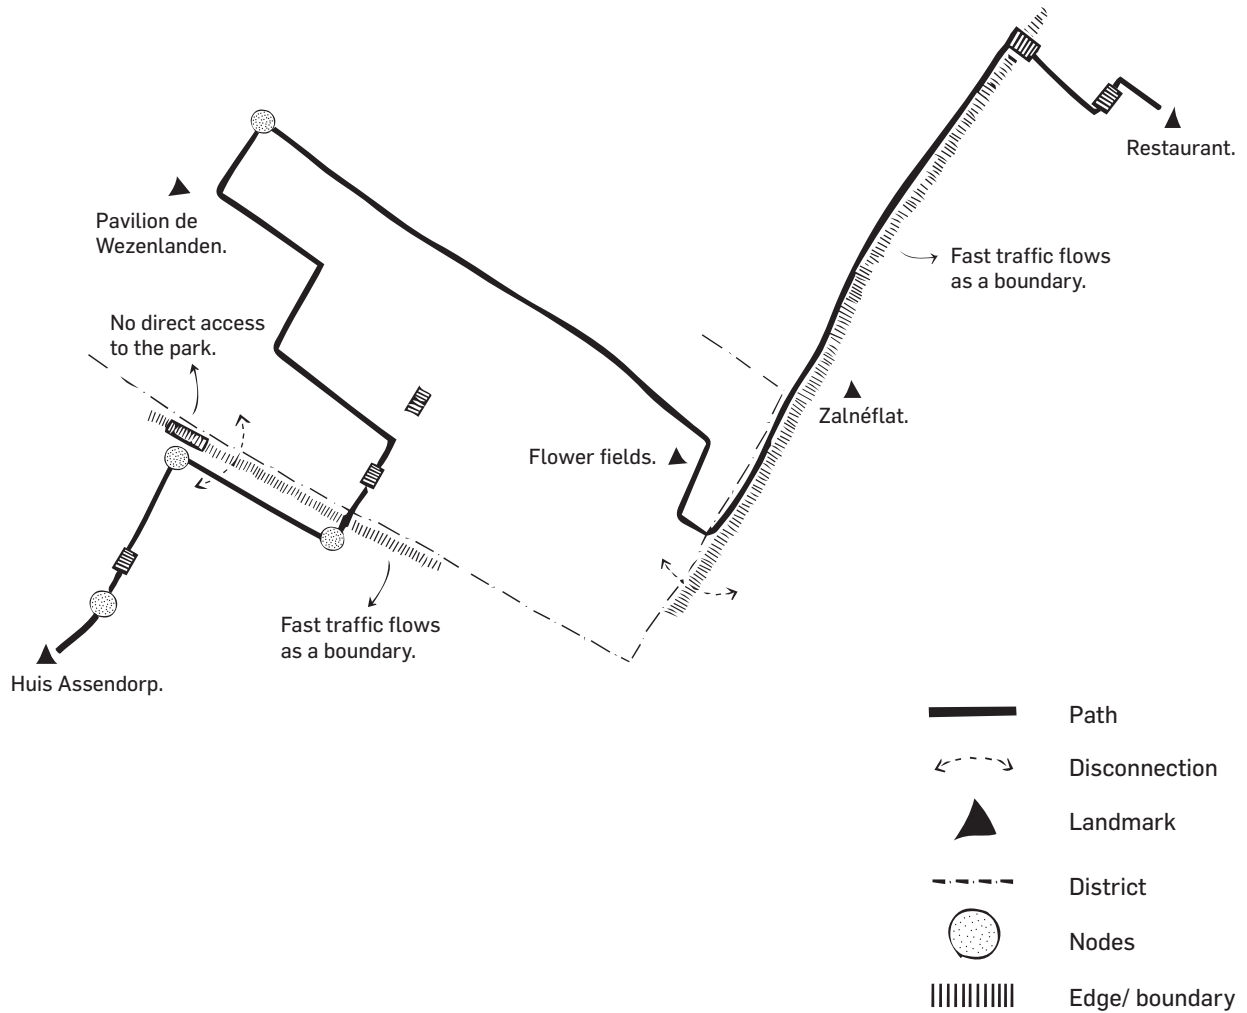 Restaurant.
Pavilion de
Wezenlanden.
Fast traffic flows
as a boundary.
No direct access
to the park.
Zalnéflat.
Flower fields.
Fast traffic flows
as a boundary.
Huis Assendorp.
Path
Disconnection
Landmark
District
Nodes
Edge/ boundary